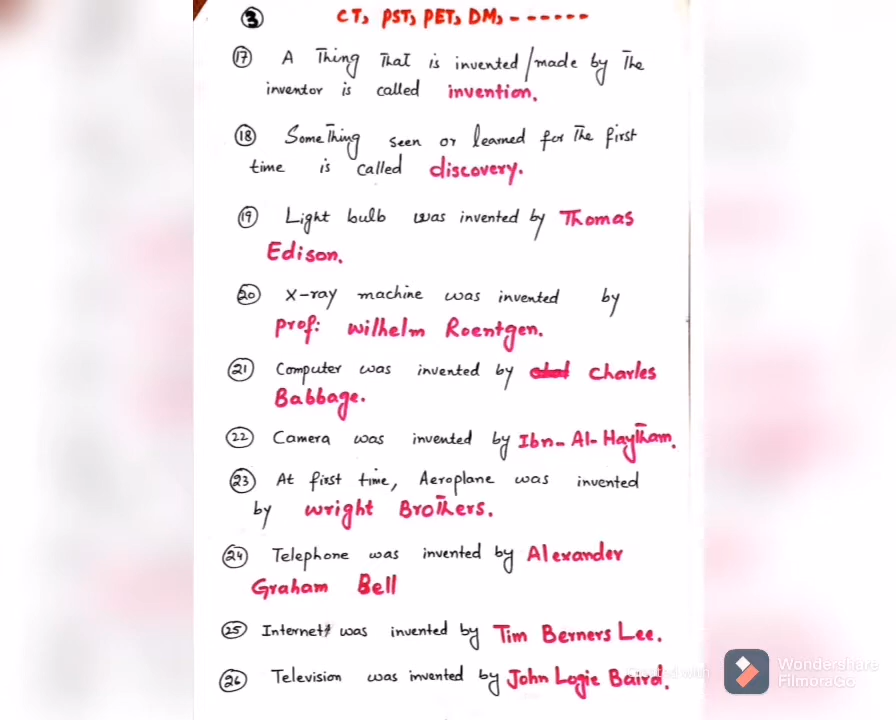 ③ CT, PST, PET, DM, - - - - - -
⑰ A Thing That is invented/made by The
inventor is called invention.
⑱ Something seen or learned for The first
time is called discovery.
⑲ Light bulb was invented by Thomas
Edison.
⑳ X-ray machine was invented by
Prof: Wilhelm Roentgen.
㉑ Computer was invented by Charles
Babbage.
㉒ Camera was invented by Ibn-Al-Haytham.
㉓ At first time, Aeroplane was invented
by wright Brothers.
㉔ Telephone was invented by Alexander
Graham Bell
㉕ Internet was invented by Tim Berners Lee.
㉖ Television was invented by John Logie Baird.
Created with
Wondershare
FilmoraGo